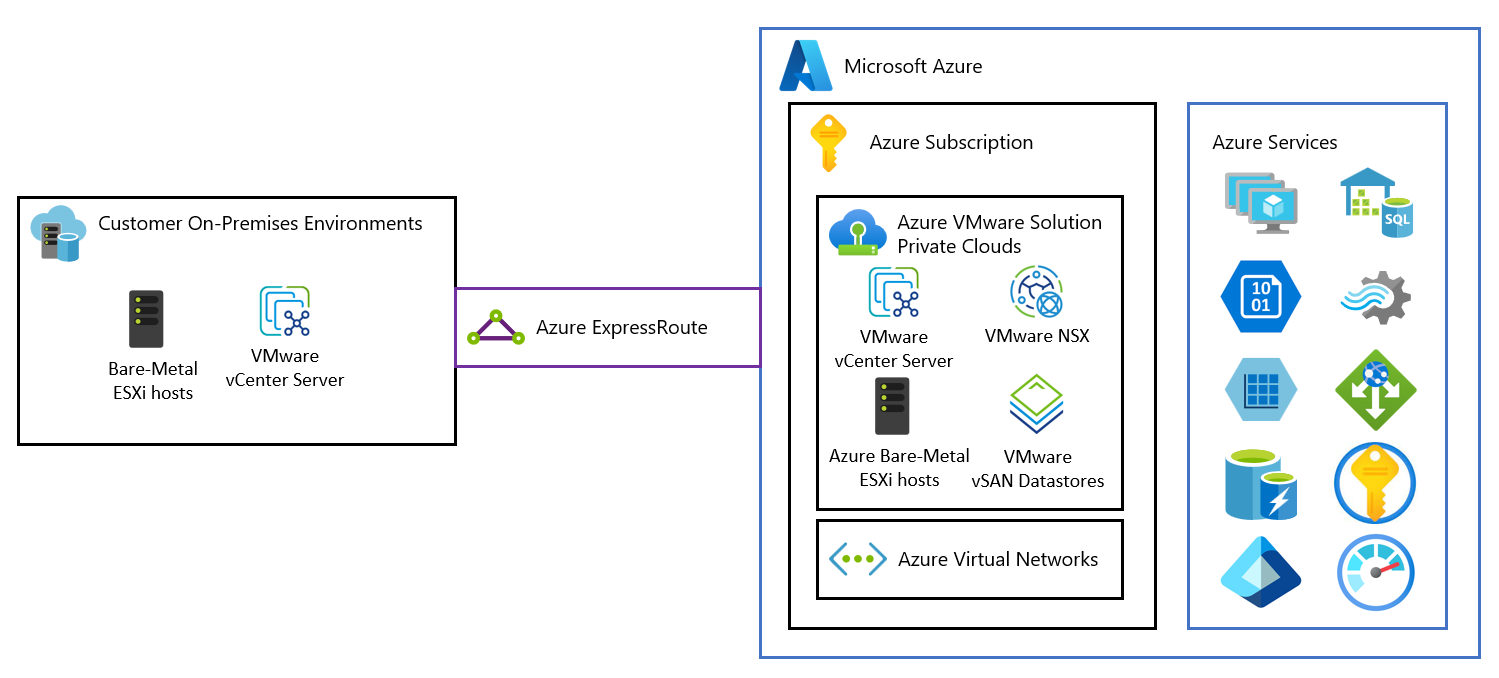 Microsoft Azure
Azure Subscription
Azure Services
Customer On-Premises Environments
Azure VMware Solution
Private Clouds
SQL
Bare-Metal
ESXi hosts
VMware
vCenter Server
Azure ExpressRoute
VMware
vCenter Server
VMware NSX
10
01
Azure Bare-Metal
ESXi hosts
VMware
vSAN Datastores
Azure Virtual Networks